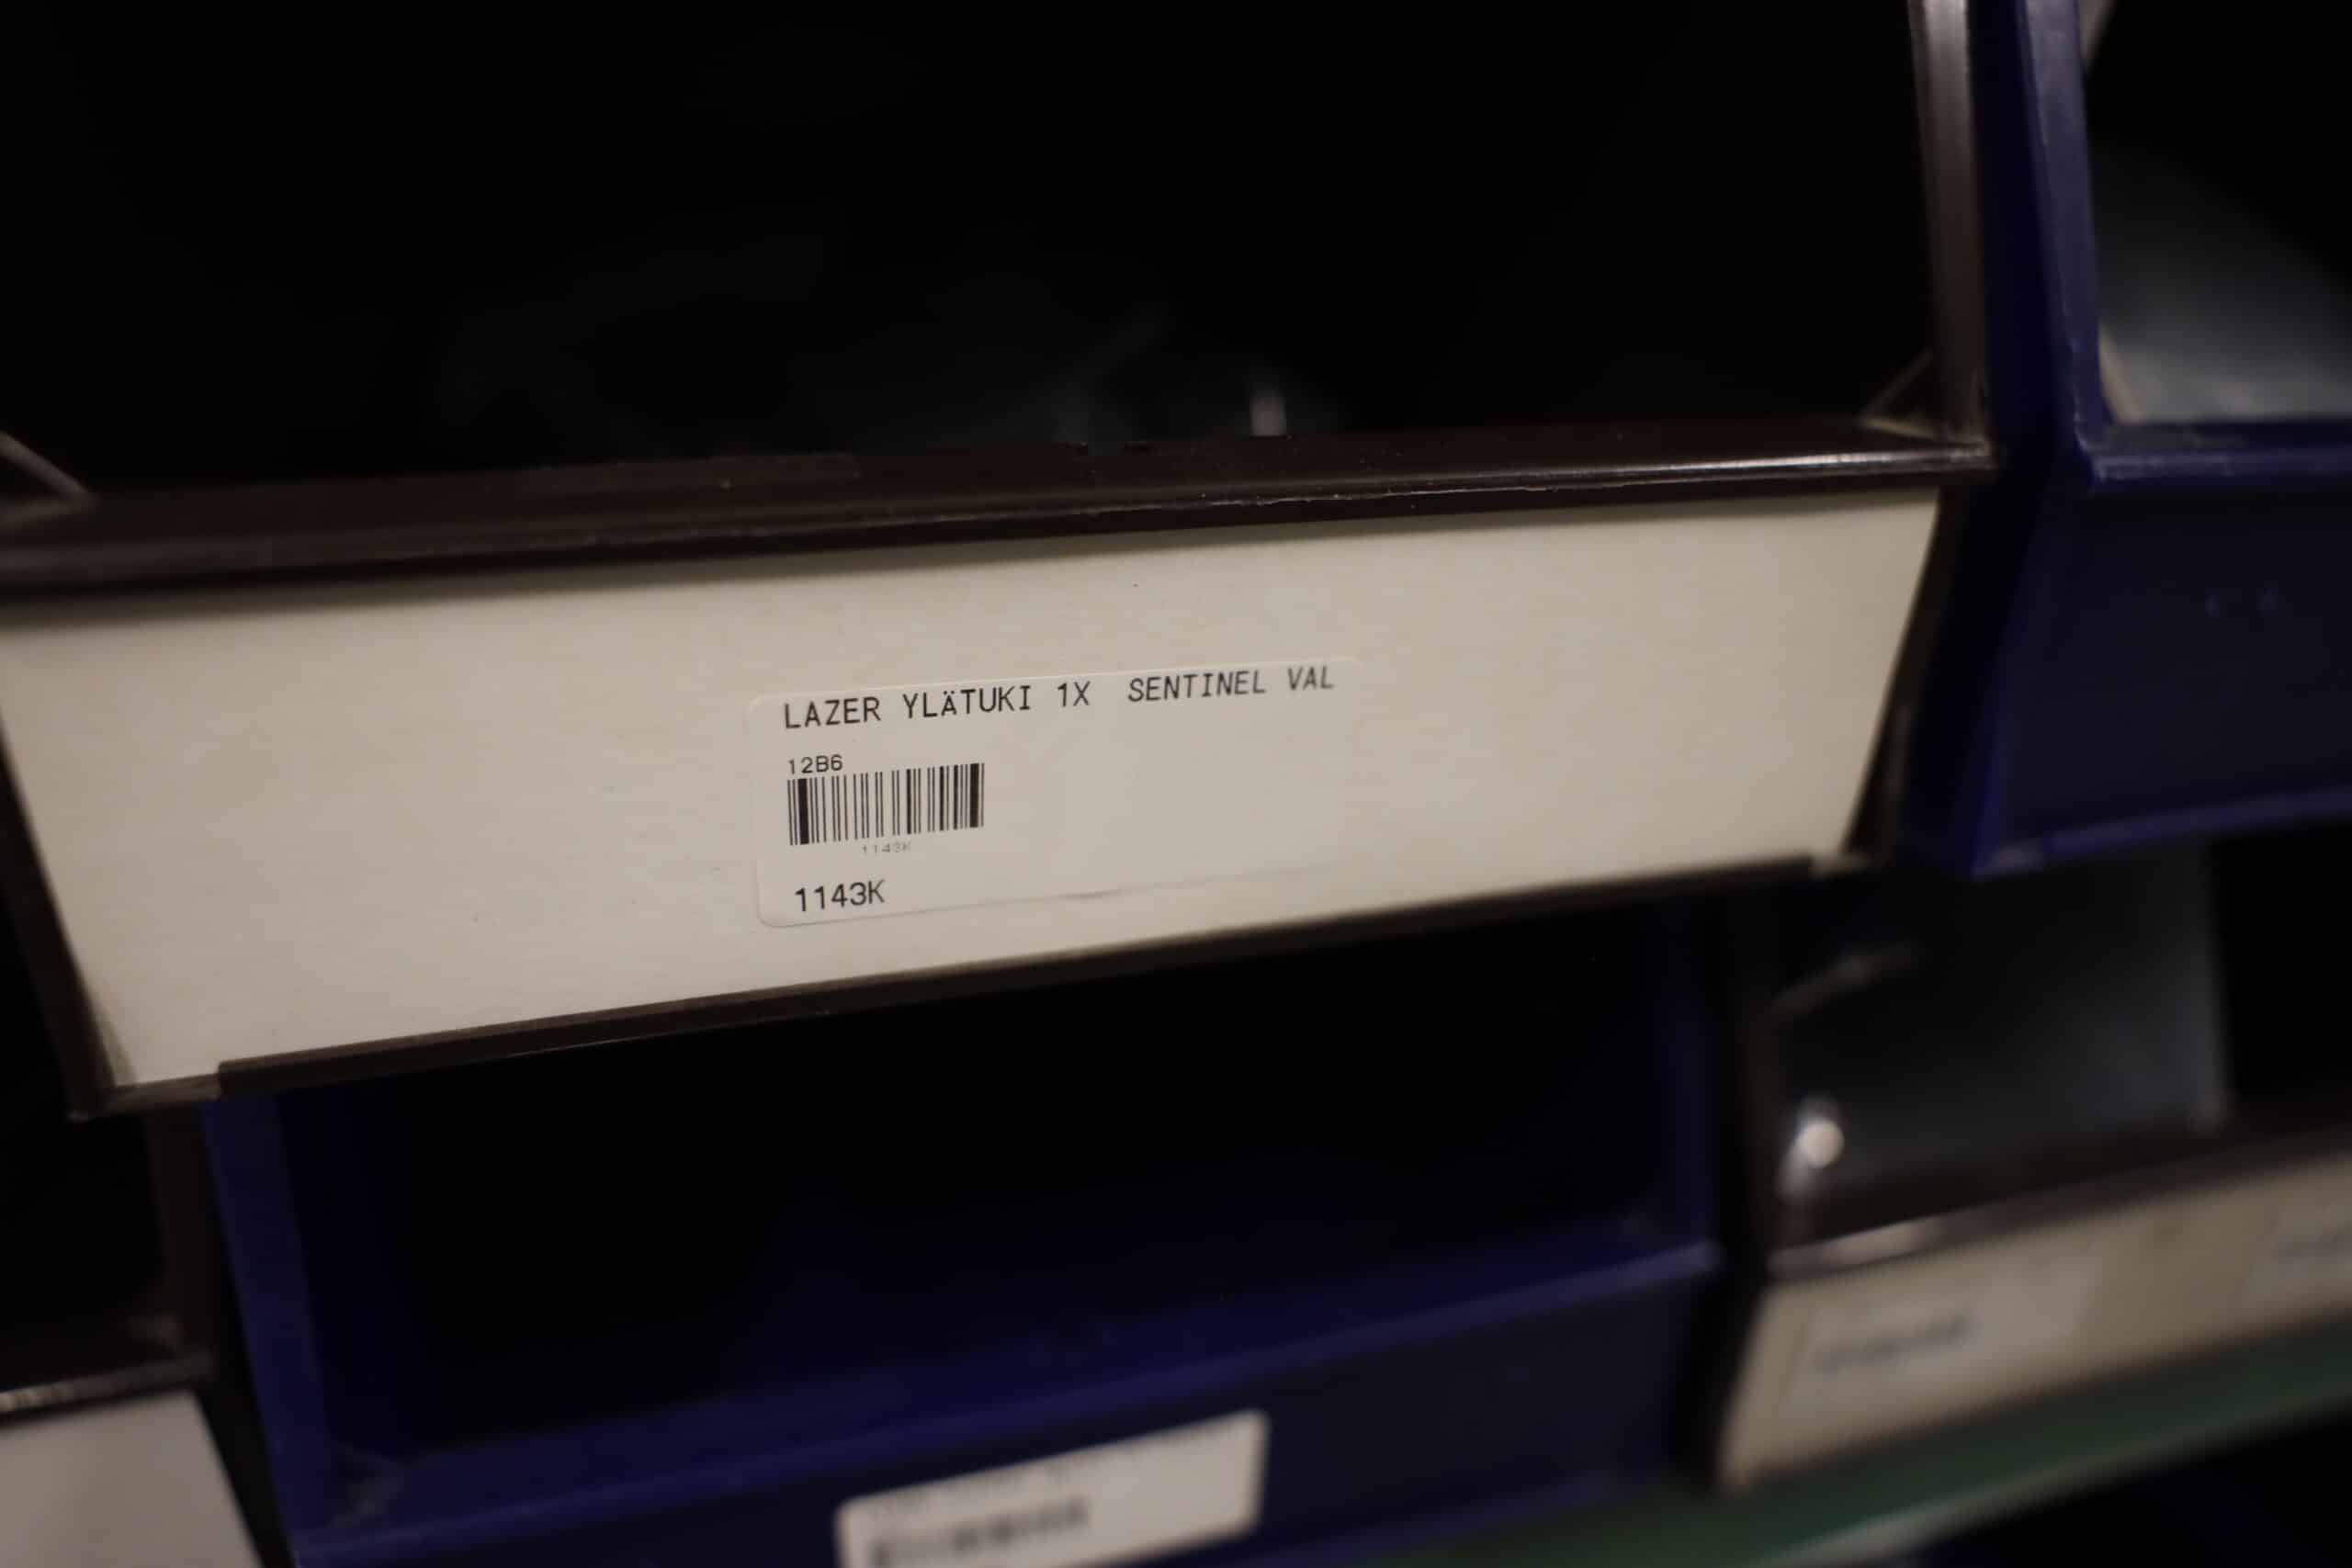 LAZER YLÄTUKI 1X SENTINEL VAL
12B6
1143K
1143K